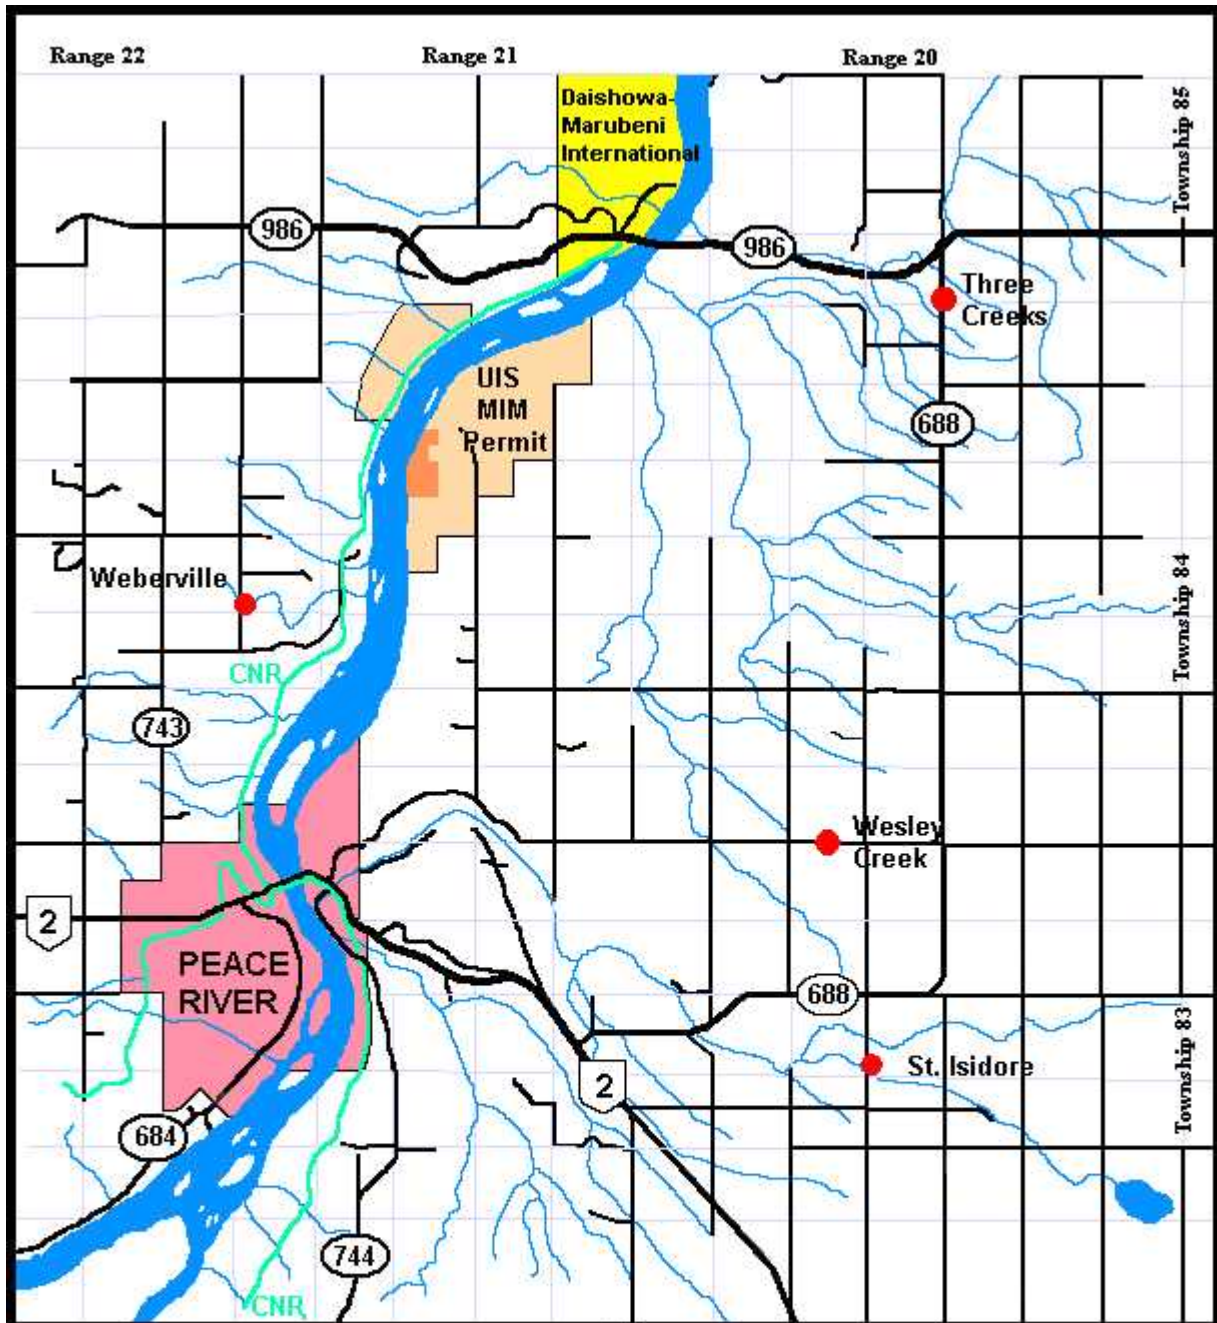 Range 22
Range 21
Range 20
Daishowa-
Marubeni
International
Township 85
986
986
Three
Creeks
UIS
MIM
Permit
688
Weberville
Township 84
CNR
743
Wesley
Creek
2
PEACE
RIVER
688
St. Isidore
Township 83
2
684
744
CNR